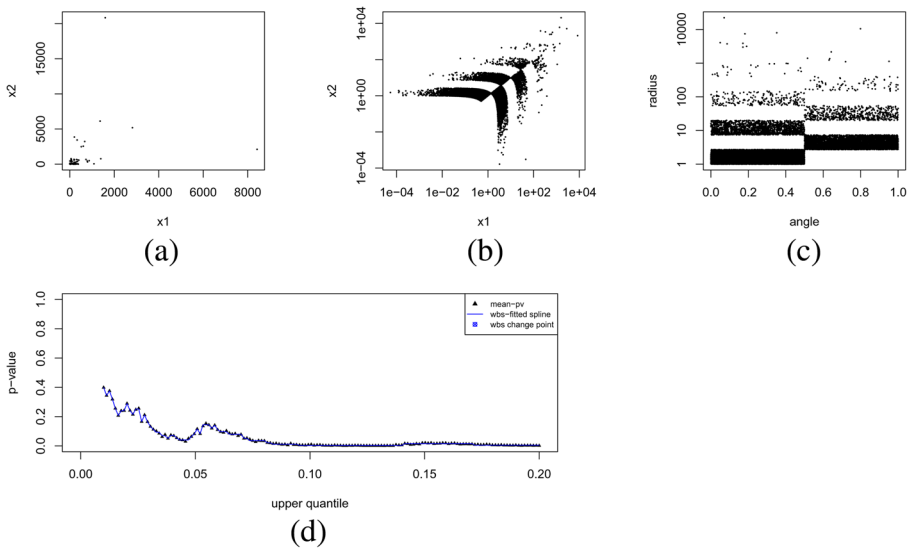 x2
15000
5000
0
0
2000
4000
6000
8000
x1
(a)
x2
1e+04
1e+00
1e-04
1e-04
1e+00
1e+02
1e+04
x1
(b)
radius
10000
100
10
1
0.0
0.2
0.4
0.6
0.8
1.0
angle
(c)
p-value
1.0
0.8
0.6
0.4
0.2
0.0
mean-pv
wbs-fitted spline
wbs change point
0.00
0.05
0.10
0.15
0.20
upper quantile
(d)